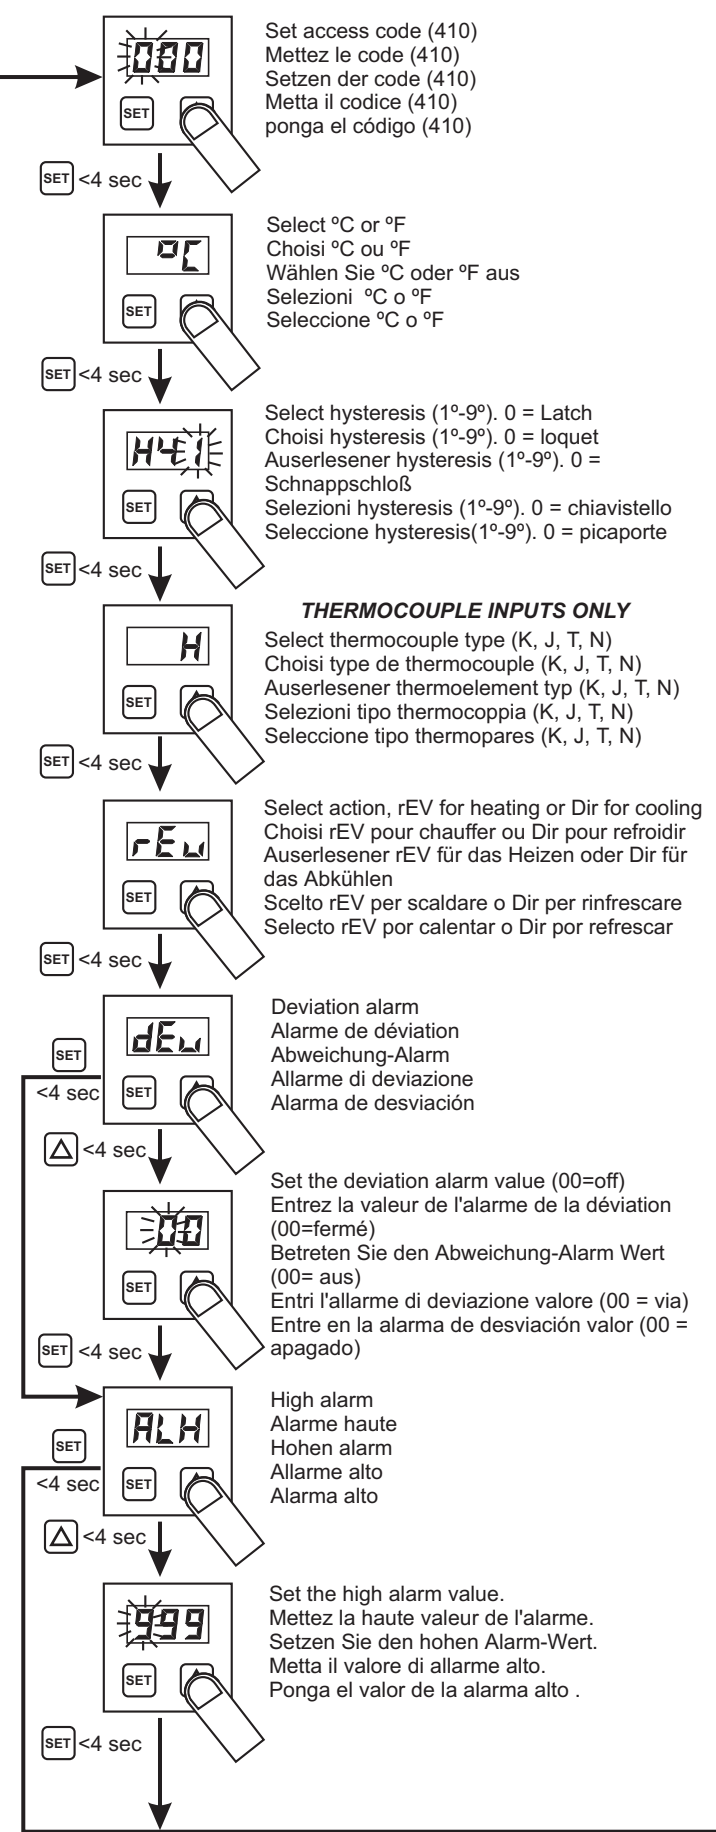 000
SET
Set access code (410)
Mettez le code (410)
Setzen der code (410)
Metta il codice (410)
ponga el código (410)
SET <4 sec
ºC
SET
Select ºC or ºF
Choisi ºC ou ºF
Wählen Sie ºC oder ºF aus
Selezioni ºC o ºF
Seleccione ºC o ºF
SET <4 sec
HY1
SET
Select hysteresis (1º-9º). 0 = Latch
Choisi hysteresis (1º-9º). 0 = loquet
Auserlesener hysteresis (1º-9º). 0 =
Schnappschloß
Selezioni hysteresis (1º-9º). 0 = chiavistello
Seleccione hysteresis(1º-9º). 0 = picaporte
SET <4 sec
THERMOCOUPLE INPUTS ONLY
H
SET
Select thermocouple type (K, J, T, N)
Choisi type de thermocouple (K, J, T, N)
Auserlesener thermoelement typ (K, J, T, N)
Selezioni tipo thermocoppia (K, J, T, N)
Seleccione tipo thermopares (K, J, T, N)
SET <4 sec
rEv
SET
Select action, rEV for heating or Dir for cooling
Choisi rEV pour chauffer ou Dir pour refroidir
Auserlesener rEV für das Heizen oder Dir für
das Abkühlen
Scelto rEV per scaldare o Dir per rinfrescare
Selecto rEV por calentar o Dir por refrescar
SET <4 sec
dEv
SET
Deviation alarm
Alarme de déviation
Abweichung-Alarm
Allarme di deviazione
Alarma de desviación
SET
<4 sec
<4 sec
00
SET
Set the deviation alarm value (00=off)
Entrez la valeur de l'alarme de la déviation
(00=fermé)
Betreten Sie den Abweichung-Alarm Wert
(00= aus)
Entri l'allarme di deviazione valore (00 = via)
Entre en la alarma de desviación valor (00 =
apagado)
SET <4 sec
ALH
SET
High alarm
Alarme haute
Hohen alarm
Allarme alto
Alarma alto
SET
<4 sec
<4 sec
999
SET
Set the high alarm value.
Mettez la haute valeur de l'alarme.
Setzen Sie den hohen Alarm-Wert.
Metta il valore di allarme alto.
Ponga el valor de la alarma alto .
SET <4 sec